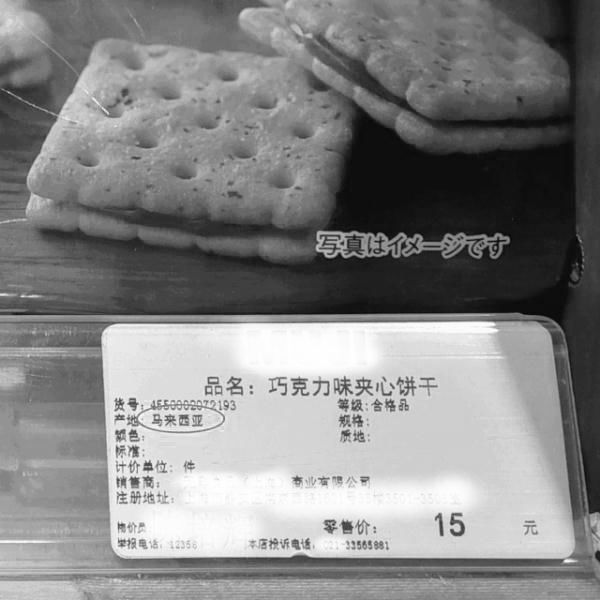 写真はイメージです
品名：巧克力味夹心饼干
货号：4550002072193 等级：合格品
产地：马来西亚 规格：
颜色： 质地：
标准：
计价单位：件
销售商： 商业有限公司
注册地址：
物价员 零售价： 15 元
举报电话：12358 本店投诉电话：021-33565981